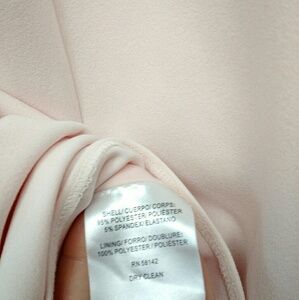 SHELL/CUERPO/CORPS:
95% POLYESTER/ POLIÉSTER
5% SPANDEX/ ELASTANO
LINING/ FORRO/ DOUBLURE:
100% POLYESTER/ POLIÉSTER
RN 58142
DRY CLEAN